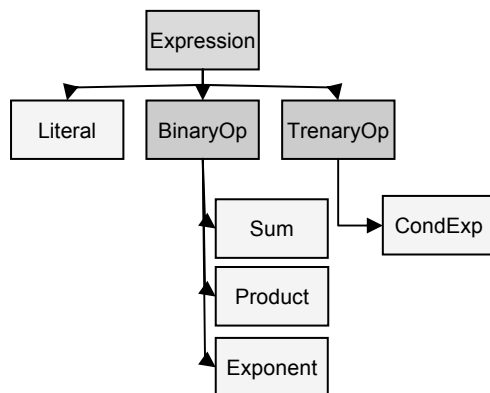 Expression
Literal
BinaryOp
TrenaryOp
Sum
CondExp
Product
Exponent